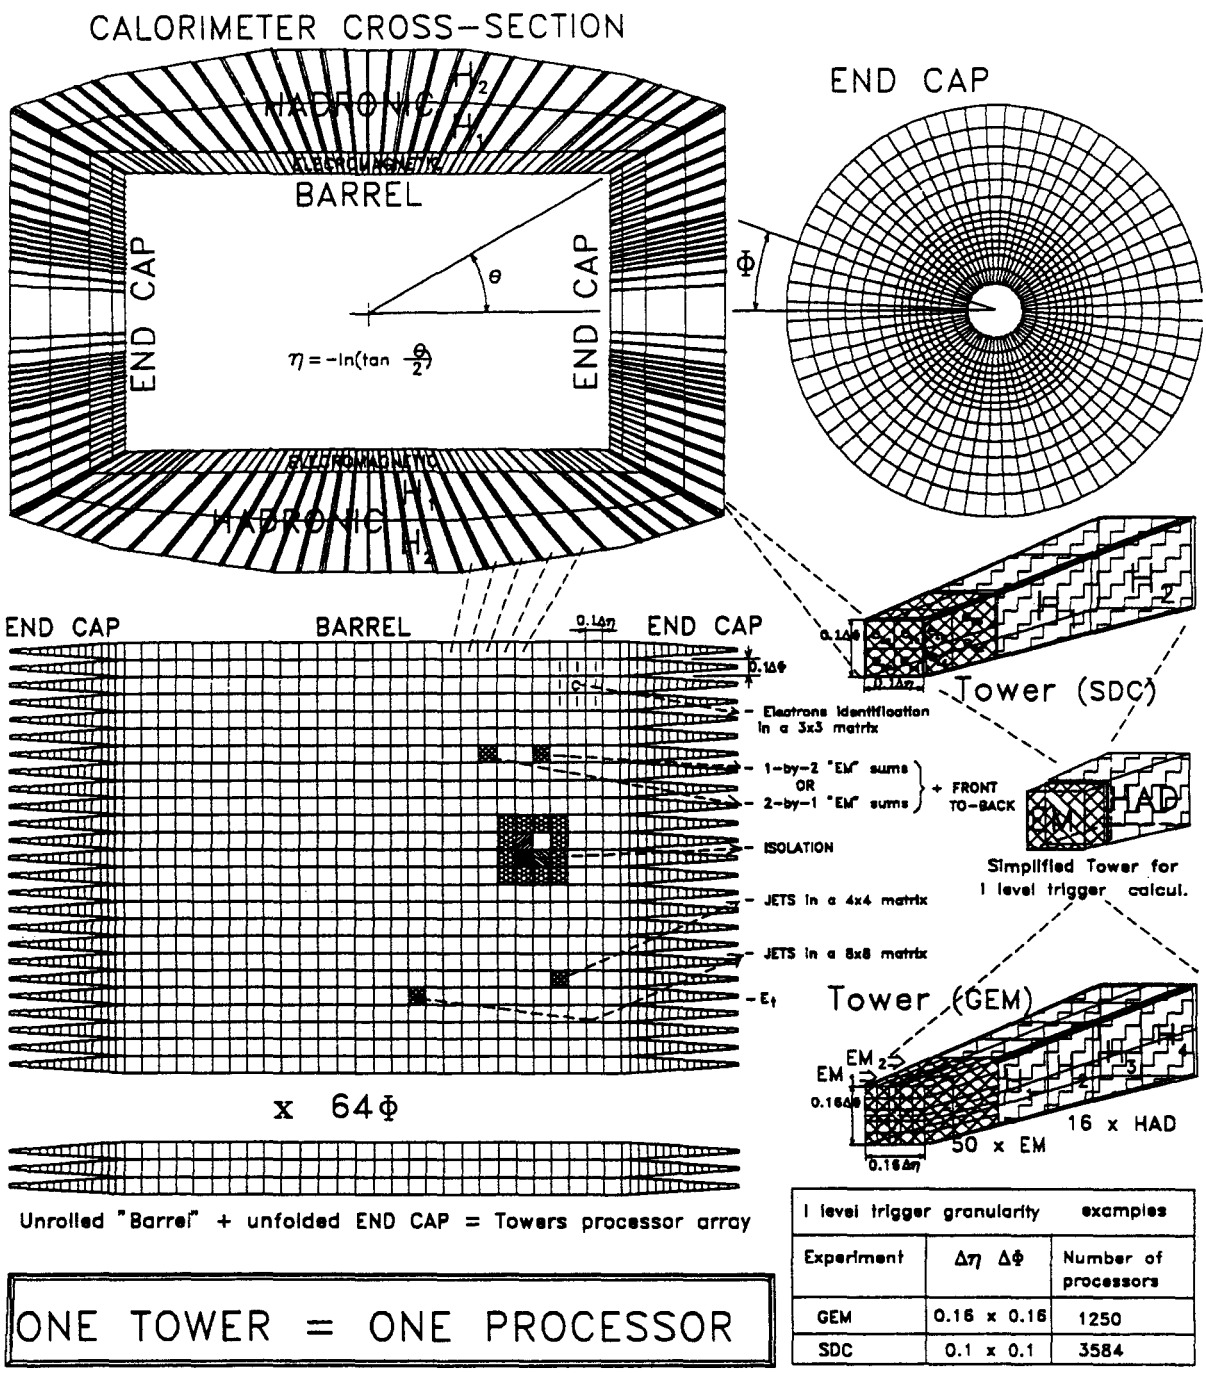 CALORIMETER CROSS-SECTION
END CAP
H2
HADRONIC
H1
ELECROMAGNETIC
BARREL
END CAP
END CAP
Φ
θ
η = -ln(tan θ/2)
ELECROMAGNETIC
H1
HADRONIC
H2
END CAP
BARREL
0.1Δη
END CAP
0.1ΔΦ
0.1ΔΦ
H1
H2
0.1Δη
Tower (SDC)
- Electrons identification
in a 3x3 matrix
- 1-by-2 "EM" sums
OR
- 2-by-1 "EM" sums
+ FRONT
TO-BACK
- ISOLATION
HAD
Simplified Tower for
I level trigger calcul.
- JETS in a 4x4 matrix
- JETS in a 8x8 matrix
- Et
Tower (GEM)
EM2
EM1
0.16ΔΦ
H1
2
H3
H4
16 x HAD
50 x EM
0.16Δη
x 64Φ
Unrolled "Barrel" + unfolded END CAP = Towers processor array
ONE TOWER = ONE PROCESSOR
I level trigger granularity examples
Experiment Δη ΔΦ Number of
processors
GEM 0.16 x 0.16 1250
SDC 0.1 x 0.1 3584